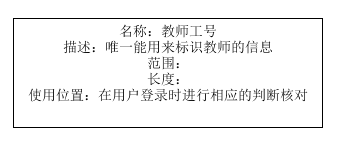 名称：教师工号
描述：唯一能用来标识教师的信息
范围：
长度：
使用位置：在用户登录时进行相应的判断核对